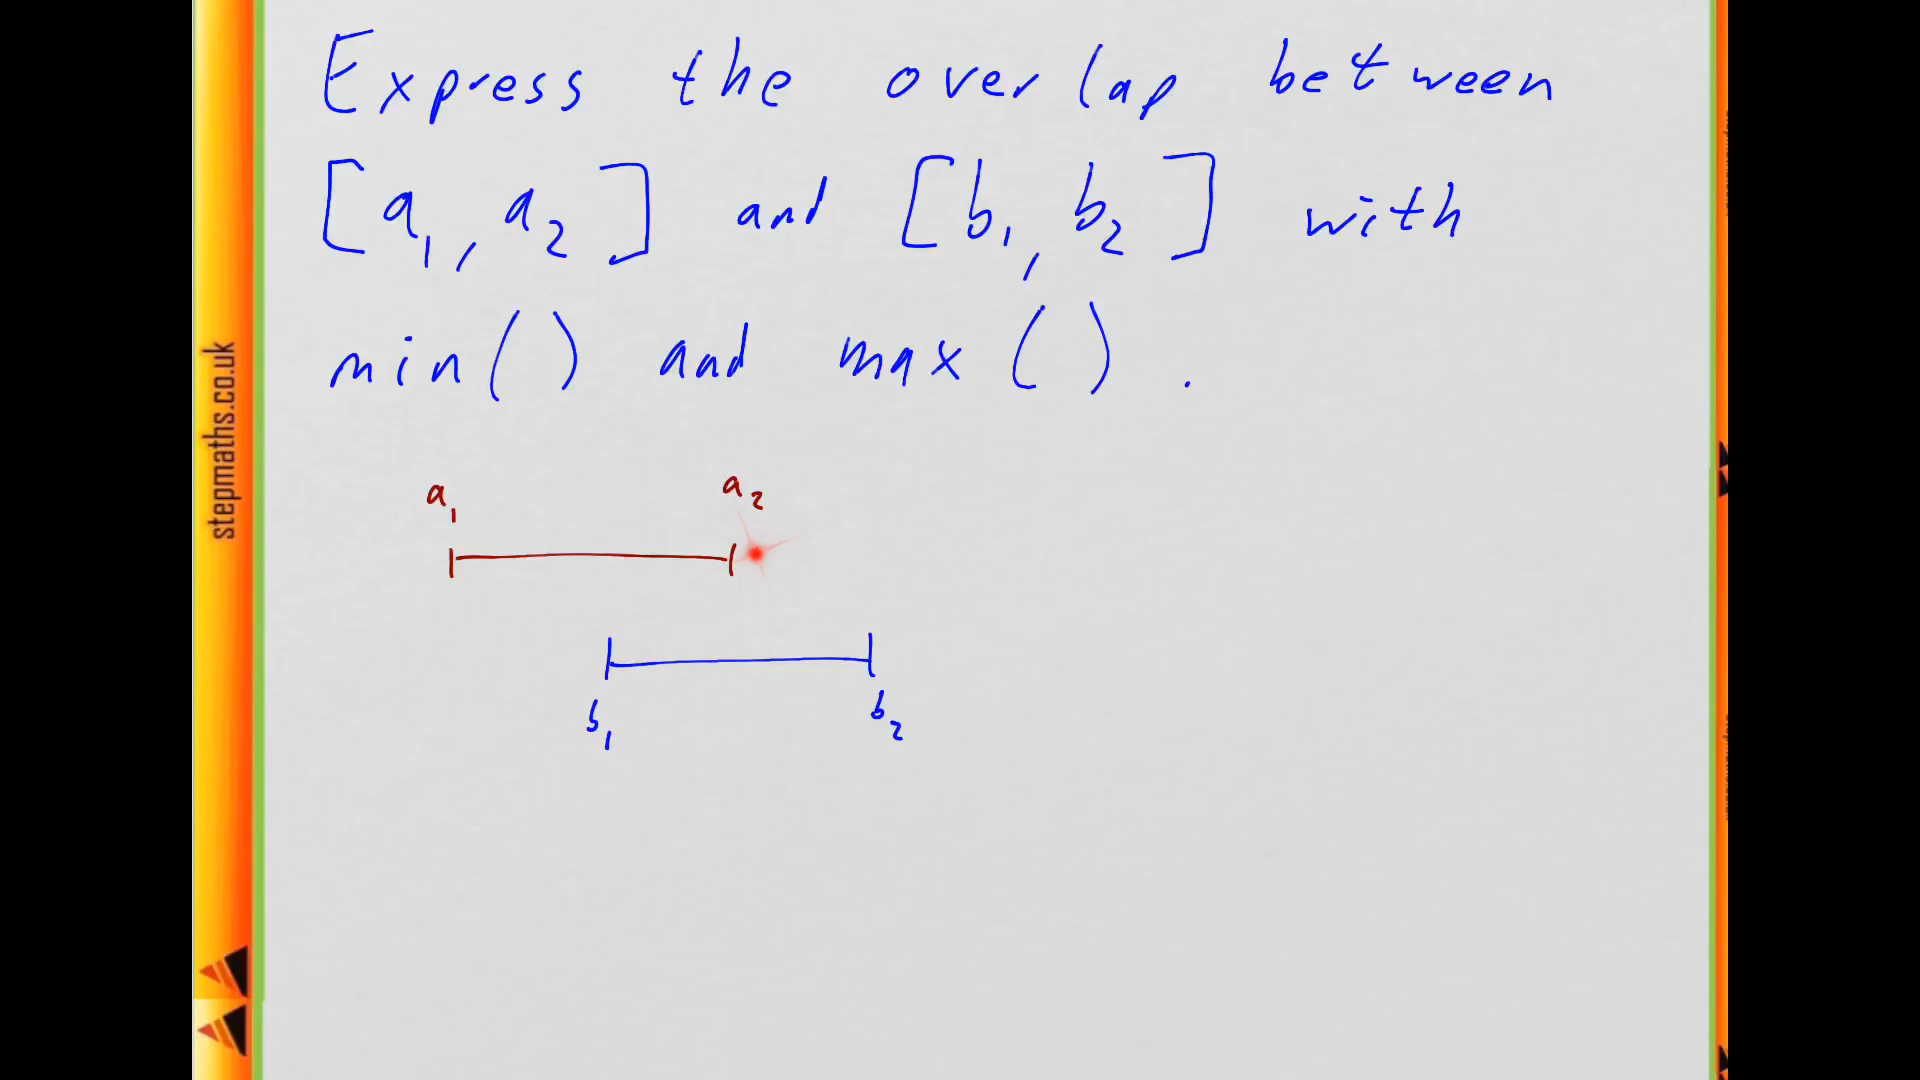 Express the overlap between
[a₁, a₂] and [b₁, b₂] with
min( ) and max( ).
a₁ a₂
b₁ b₂
stepmaths.co.uk